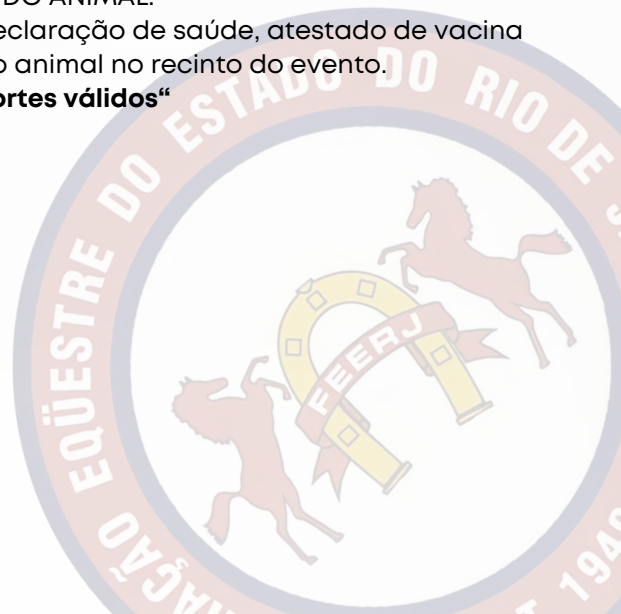 DO ANIMAL.
eclaração de saúde, atestado de vacina
o animal no recinto do evento.
ortes válidos“
EQÜESTRE DO ESTADO DO RIO DE
FEERJ